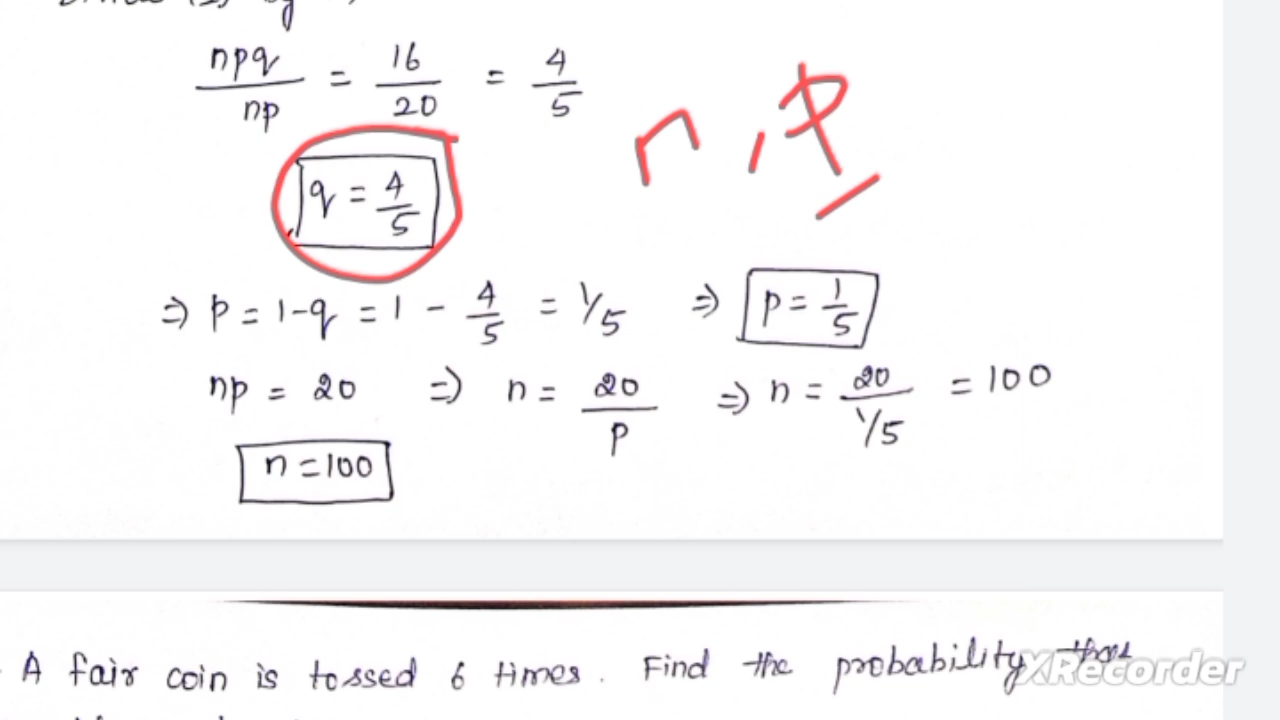 npq/np = 16/20 = 4/5
n, p
q = 4/5
⇒ p = 1-q = 1 - 4/5 = 1/5 ⇒ p = 1/5
np = 20 ⇒ n = 20/p ⇒ n = 20/1/5 = 100
n = 100
A fair coin is tossed 6 times. Find the probability
XRecorder